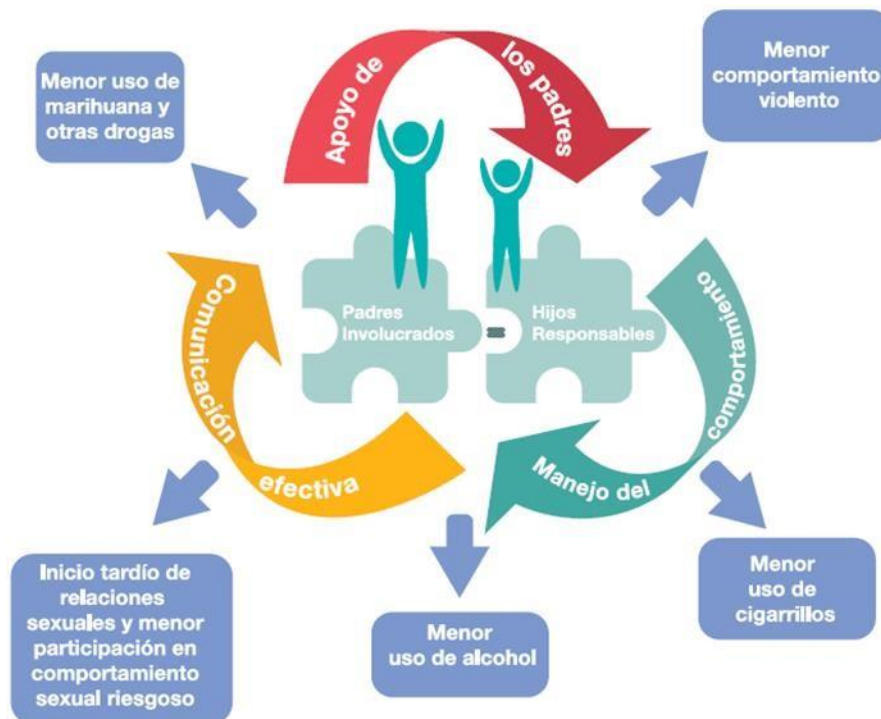 Menor uso de
marihuana y
otras drogas
Apoyo de
los padres
Menor
comportamiento
violento
Padres
Involucrados
=
Hijos
Responsables
Comunicación
efectiva
Manejo del
comportamiento
Inicio tardío de
relaciones
sexuales y menor
participación en
comportamiento
sexual riesgoso
Menor
uso de alcohol
Menor
uso de
cigarrillos